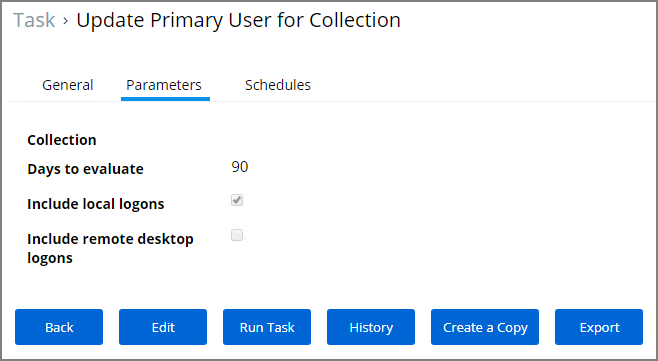 Task › Update Primary User for Collection
General Parameters Schedules
Collection
Days to evaluate 90
Include local logons
Include remote desktop
logons
Back Edit Run Task History Create a Copy Export